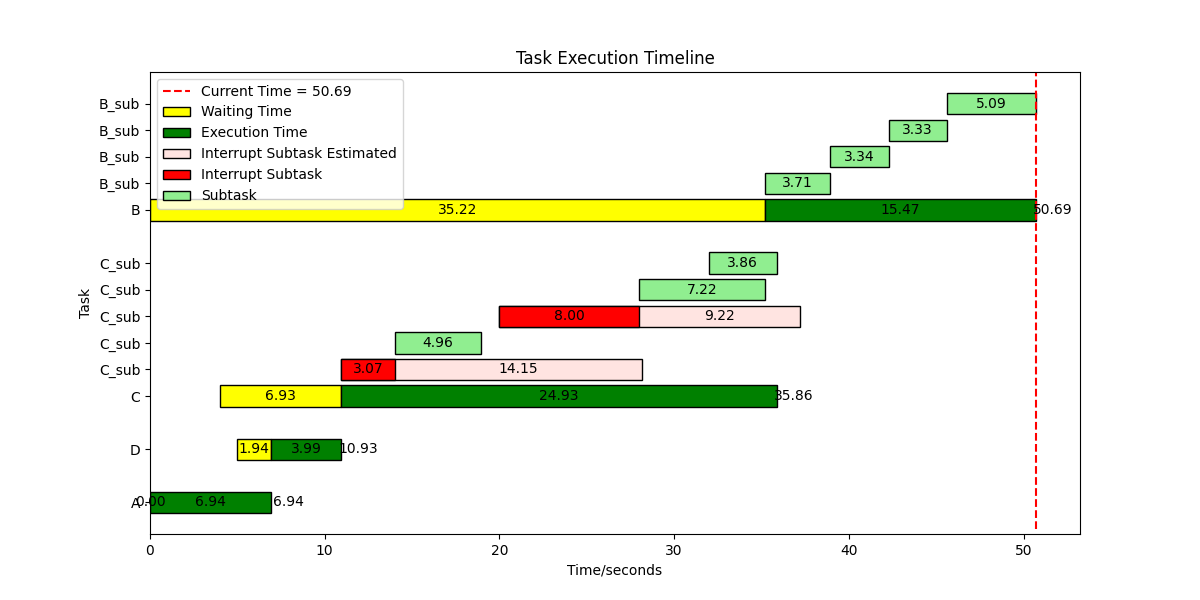 Task Execution Timeline
Current Time = 50.69
Waiting Time
Execution Time
Interrupt Subtask Estimated
Interrupt Subtask
Subtask
B_sub 5.09
B_sub 3.33
B_sub 3.34
B_sub 3.71
B 35.22 15.47 50.69
C_sub 3.86
C_sub 7.22
C_sub 8.00 9.22
C_sub 4.96
C_sub 3.07 14.15
C 6.93 24.93 35.86
D 1.94 3.99 10.93
A 0.00 6.94 6.94
Task
0 10 20 30 40 50
Time/seconds